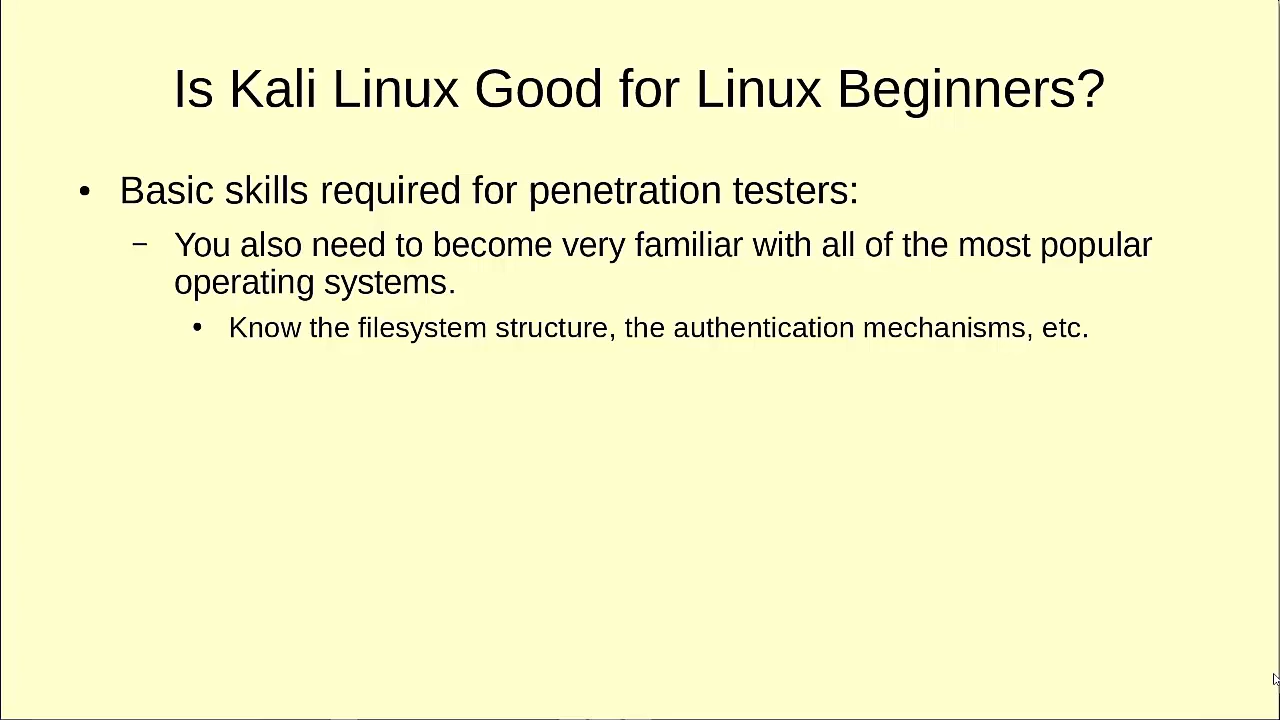 Is Kali Linux Good for Linux Beginners?
• Basic skills required for penetration testers:
– You also need to become very familiar with all of the most popular
operating systems.
• Know the filesystem structure, the authentication mechanisms, etc.